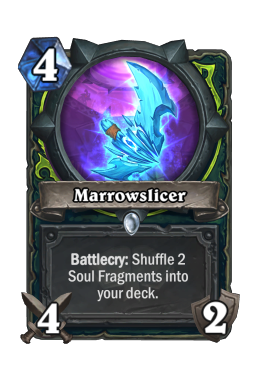 4
Marrowslicer
Battlecry: Shuffle 2
Soul Fragments into
your deck.
4
2